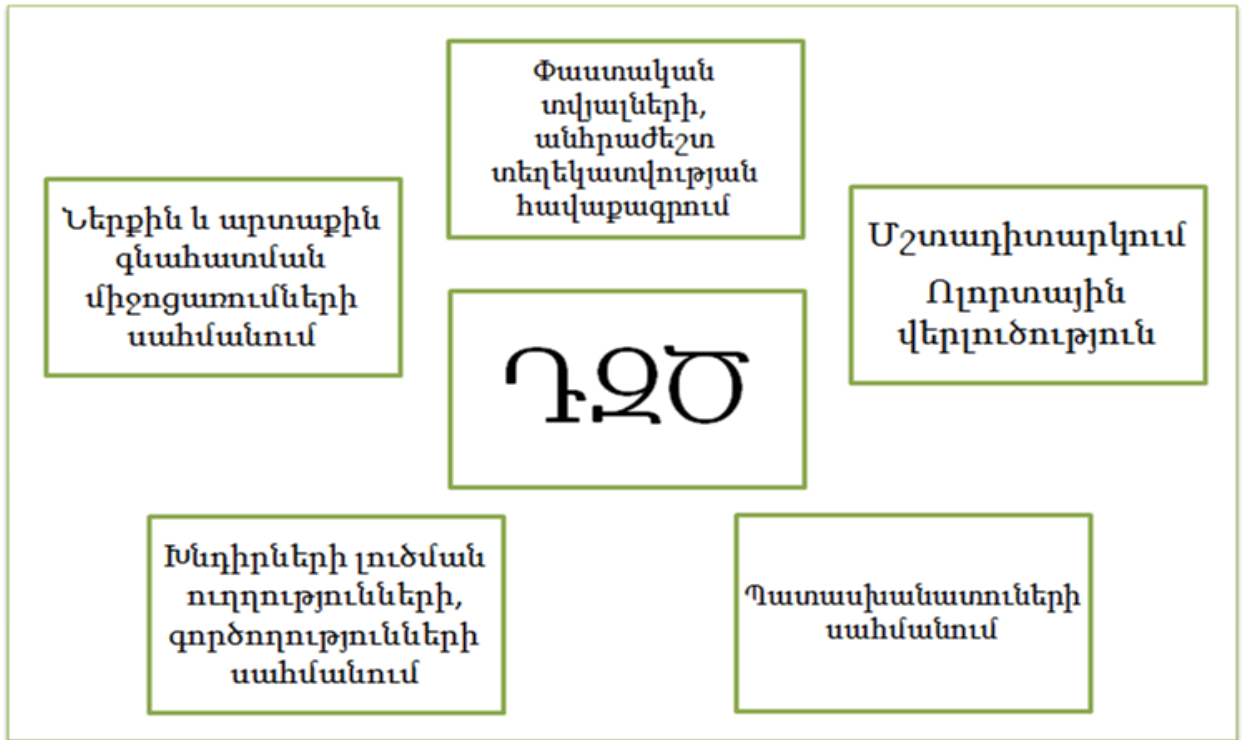 Փաստական
տվյալների,
անհրաժեշտ
տեղեկատվության
հավաքագրում
Ներքին և արտաքին
գնահատման
միջոցառումների
սահմանում
Մշտադիտարկում
Ոլորտային
վերլուծություն
ԴԶԾ
Խնդիրների լուծման
ուղղությունների,
գործողությունների
սահմանում
Պատասխանատուների
սահմանում